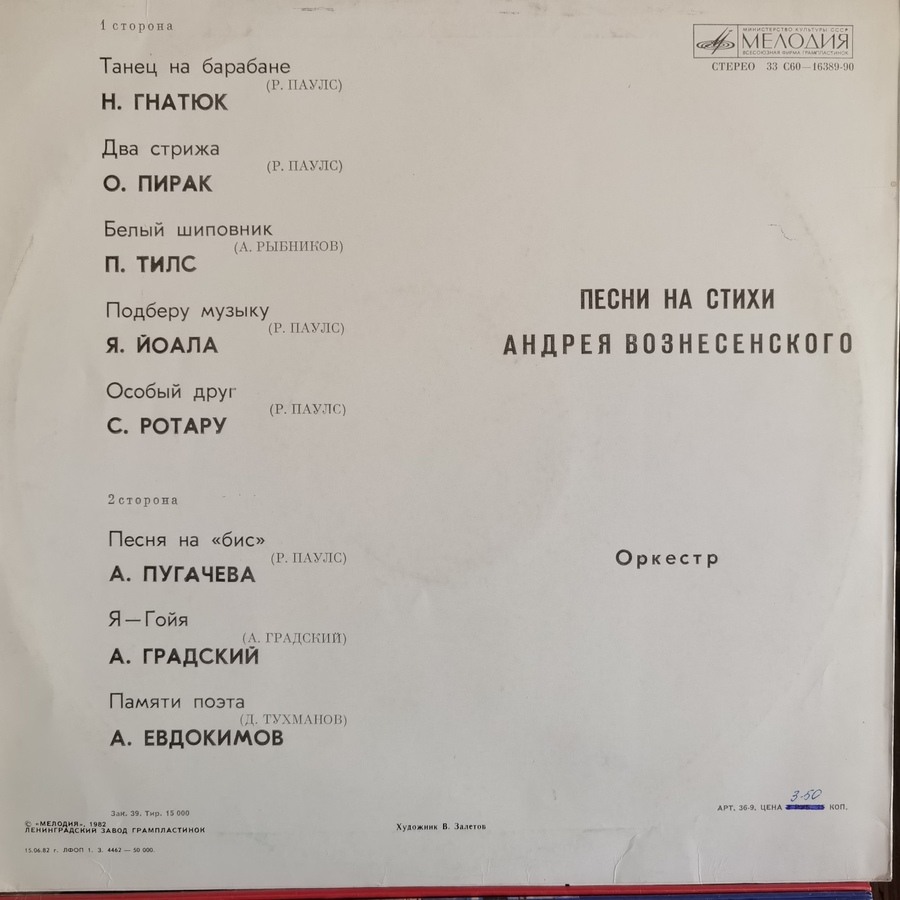 1 сторона
Танец на барабане
(Р. ПАУЛС)
Н. ГНАТЮК
Два стрижа
(Р. ПАУЛС)
О. ПИРАК
Белый шиповник
(А. РЫБНИКОВ)
П. ТИЛС
Подберу музыку
(Р. ПАУЛС)
Я. ЙОАЛА
Особый друг
(Р. ПАУЛС)
С. РОТАРУ
2 сторона
Песня на «бис»
(Р. ПАУЛС)
А. ПУГАЧЕВА
Я—Гойя
(А. ГРАДСКИЙ)
А. ГРАДСКИЙ
Памяти поэта
(Д. ТУХМАНОВ)
А. ЕВДОКИМОВ
МИНИСТЕРСТВО КУЛЬТУРЫ СССР
МЕЛОДИЯ
ВСЕСОЮЗНАЯ ФИРМА ГРАМПЛАСТИНОК
СТЕРЕО 33 С60—16389-90
ПЕСНИ НА СТИХИ
АНДРЕЯ ВОЗНЕСЕНСКОГО
Оркестр
Зак. 39. Тир. 15 000
© «МЕЛОДИЯ», 1982
ЛЕНИНГРАДСКИЙ ЗАВОД ГРАМПЛАСТИНОК
15.06.82 г. ЛФОП 1. З. 4462 — 50 000.
Художник В. Залетов
3-50
АРТ. 36-9. ЦЕНА КОП.